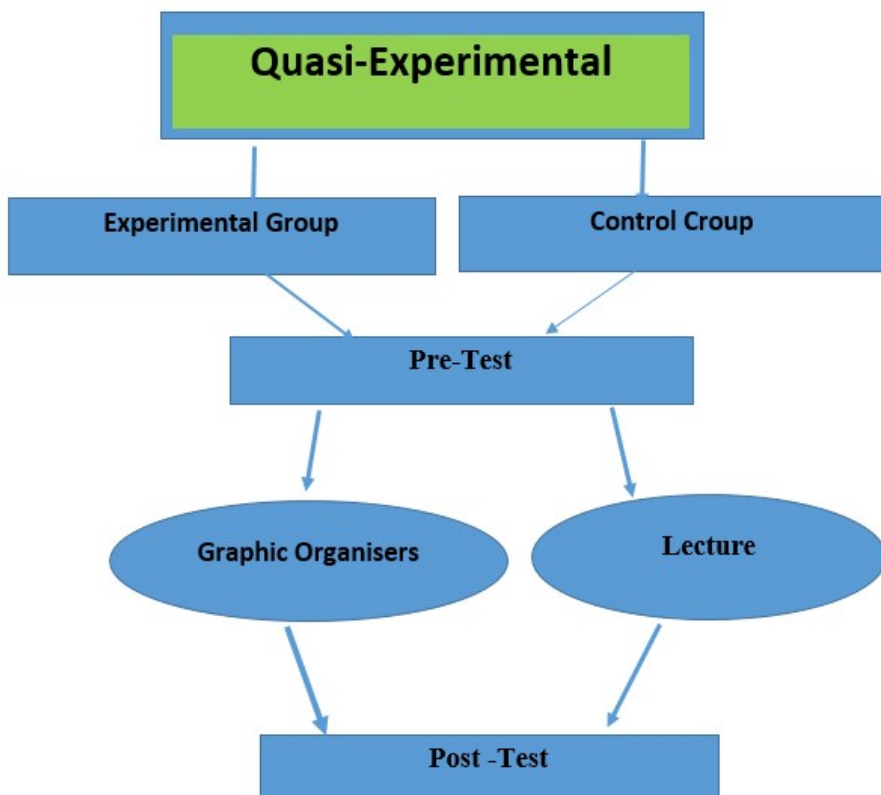 Quasi-Experimental
Experimental Group
Control Croup
Pre-Test
Graphic Organisers
Lecture
Post -Test